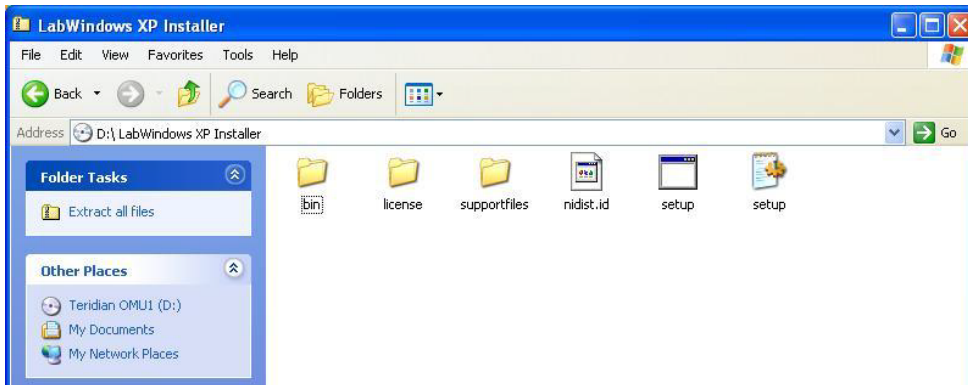 LabWindows XP Installer
File Edit View Favorites Tools Help
Back Search Folders
Address D:\ LabWindows XP Installer Go
Folder Tasks
Extract all files
Other Places
Teridian OMU1 (D:)
My Documents
My Network Places
bin license supportfiles nidist.id setup setup